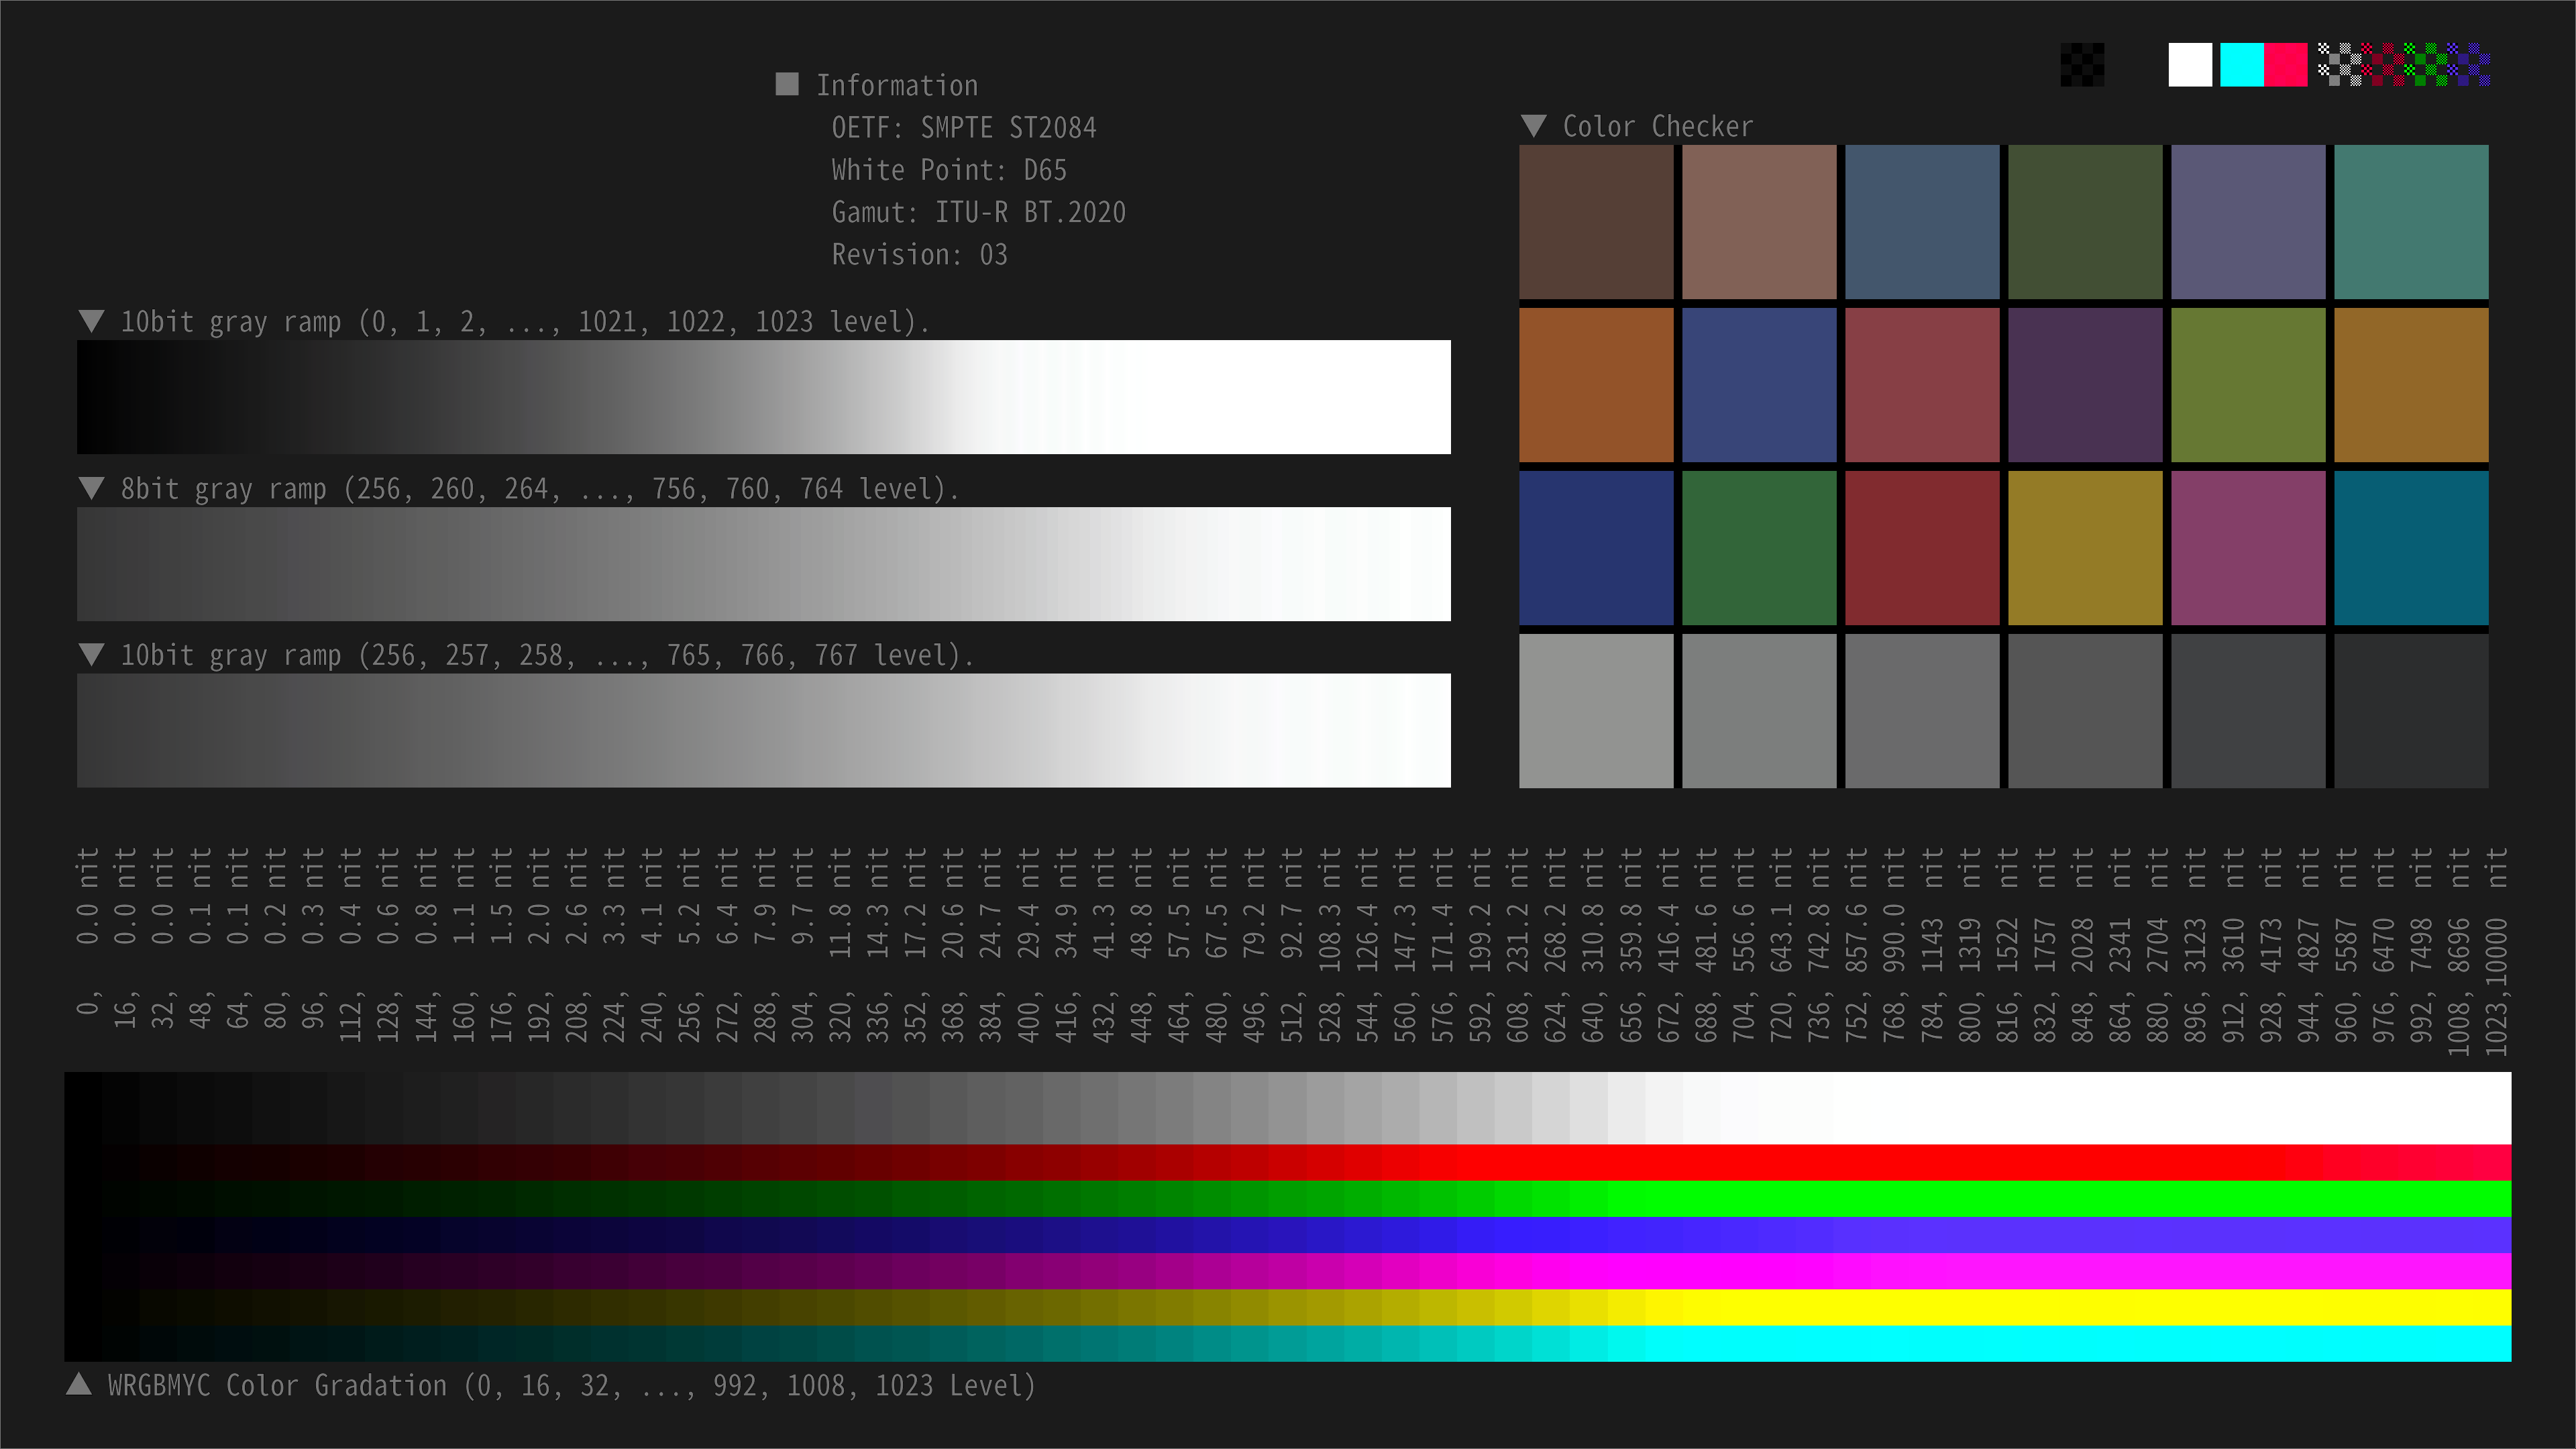 ■ Information
OETF: SMPTE ST2084
White Point: D65
Gamut: ITU-R BT.2020
Revision: 03
▼ Color Checker
▼ 10bit gray ramp (0, 1, 2, ..., 1021, 1022, 1023 level).
▼ 8bit gray ramp (256, 260, 264, ..., 756, 760, 764 level).
▼ 10bit gray ramp (256, 257, 258, ..., 765, 766, 767 level).
0, 0.0 nit
16, 0.0 nit
32, 0.0 nit
48, 0.1 nit
64, 0.1 nit
80, 0.2 nit
96, 0.3 nit
112, 0.4 nit
128, 0.6 nit
144, 0.8 nit
160, 1.1 nit
176, 1.5 nit
192, 2.0 nit
208, 2.6 nit
224, 3.3 nit
240, 4.1 nit
256, 5.2 nit
272, 6.4 nit
288, 7.9 nit
304, 9.7 nit
320, 11.8 nit
336, 14.3 nit
352, 17.2 nit
368, 20.6 nit
384, 24.7 nit
400, 29.4 nit
416, 34.9 nit
432, 41.3 nit
448, 48.8 nit
464, 57.5 nit
480, 67.5 nit
496, 79.2 nit
512, 92.7 nit
528, 108.3 nit
544, 126.4 nit
560, 147.3 nit
576, 171.4 nit
592, 199.2 nit
608, 231.2 nit
624, 268.2 nit
640, 310.8 nit
656, 359.8 nit
672, 416.4 nit
688, 481.6 nit
704, 556.6 nit
720, 643.1 nit
736, 742.8 nit
752, 857.6 nit
768, 990.0 nit
784, 1143 nit
800, 1319 nit
816, 1522 nit
832, 1757 nit
848, 2028 nit
864, 2341 nit
880, 2704 nit
896, 3123 nit
912, 3610 nit
928, 4173 nit
944, 4827 nit
960, 5587 nit
976, 6470 nit
992, 7498 nit
1008, 8696 nit
1023,10000 nit
▲ WRGBMYC Color Gradation (0, 16, 32, ..., 992, 1008, 1023 Level)